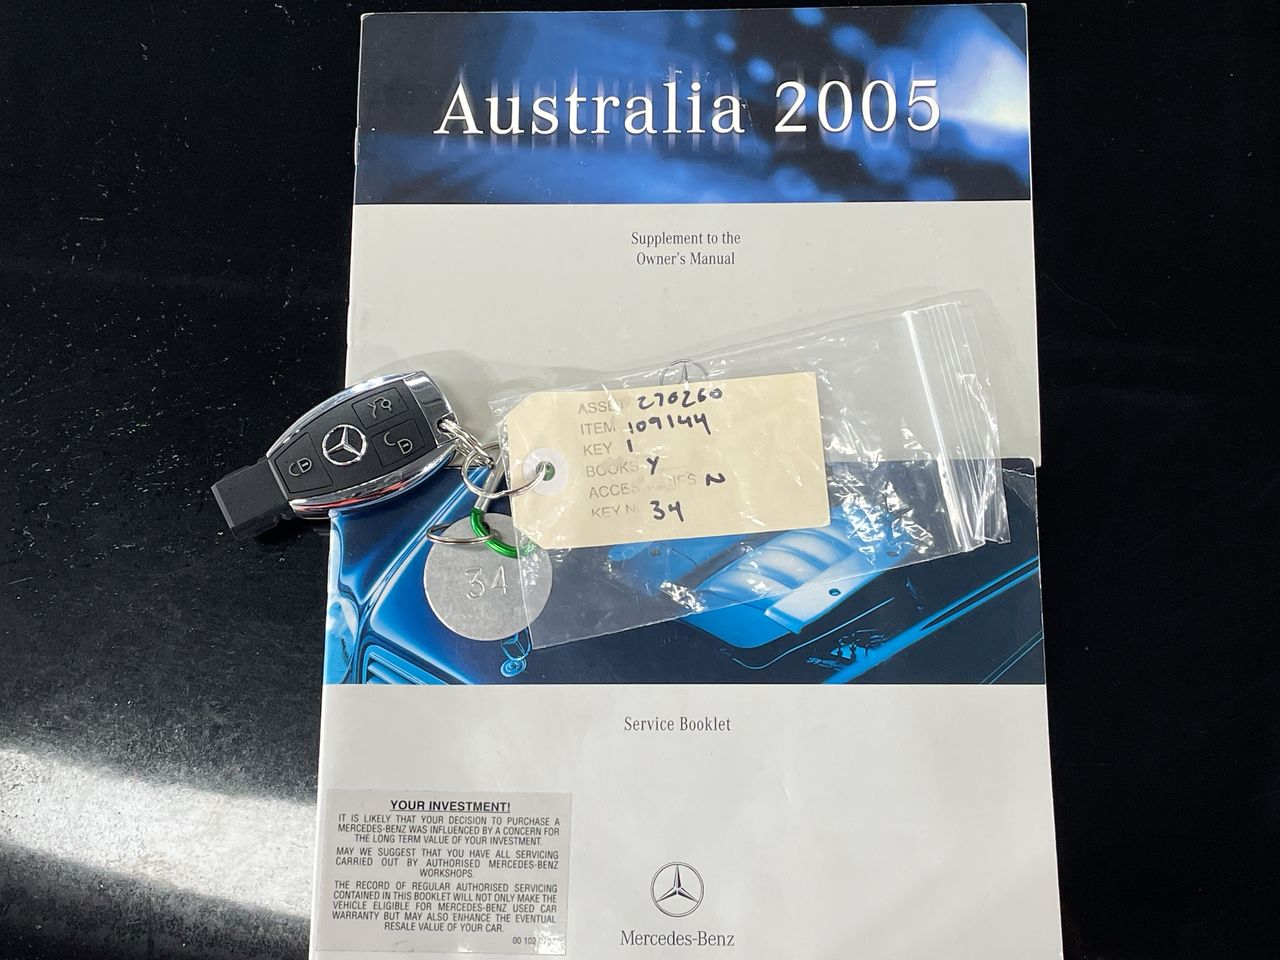 Australia 2005
Supplement to the
Owner's Manual
ASSET 270260
ITEM 109144
KEY 1
BOOKS Y
ACCESSORIES N
KEY N 34
34
Service Booklet
YOUR INVESTMENT!
IT IS LIKELY THAT YOUR DECISION TO PURCHASE A
MERCEDES-BENZ WAS INFLUENCED BY A CONCERN FOR
THE LONG TERM VALUE OF YOUR INVESTMENT.
MAY WE SUGGEST THAT YOU HAVE ALL SERVICING
CARRIED OUT BY AUTHORISED MERCEDES-BENZ
WORKSHOPS.
THE RECORD OF REGULAR AUTHORISED SERVICING
CONTAINED IN THIS BOOKLET WILL NOT ONLY MAKE THE
VEHICLE ELIGIBLE FOR MERCEDES-BENZ USED CAR
WARRANTY BUT MAY ALSO ENHANCE THE EVENTUAL
RESALE VALUE OF YOUR CAR.
00 102
Mercedes-Benz